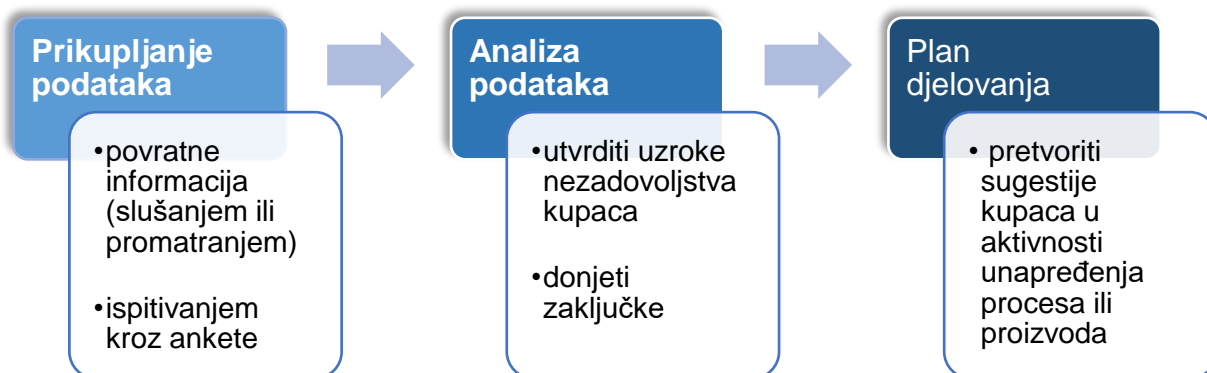 Prikupljanje
podataka
•povratne
informacija
(slušanjem ili
promatranjem)
•ispitivanjem
kroz ankete
Analiza
podataka
•utvrditi uzroke
nezadovoljstva
kupaca
•donjeti
zaključke
Plan
djelovanja
• pretvoriti
sugestije
kupaca u
aktivnosti
unapređenja
procesa ili
proizvoda